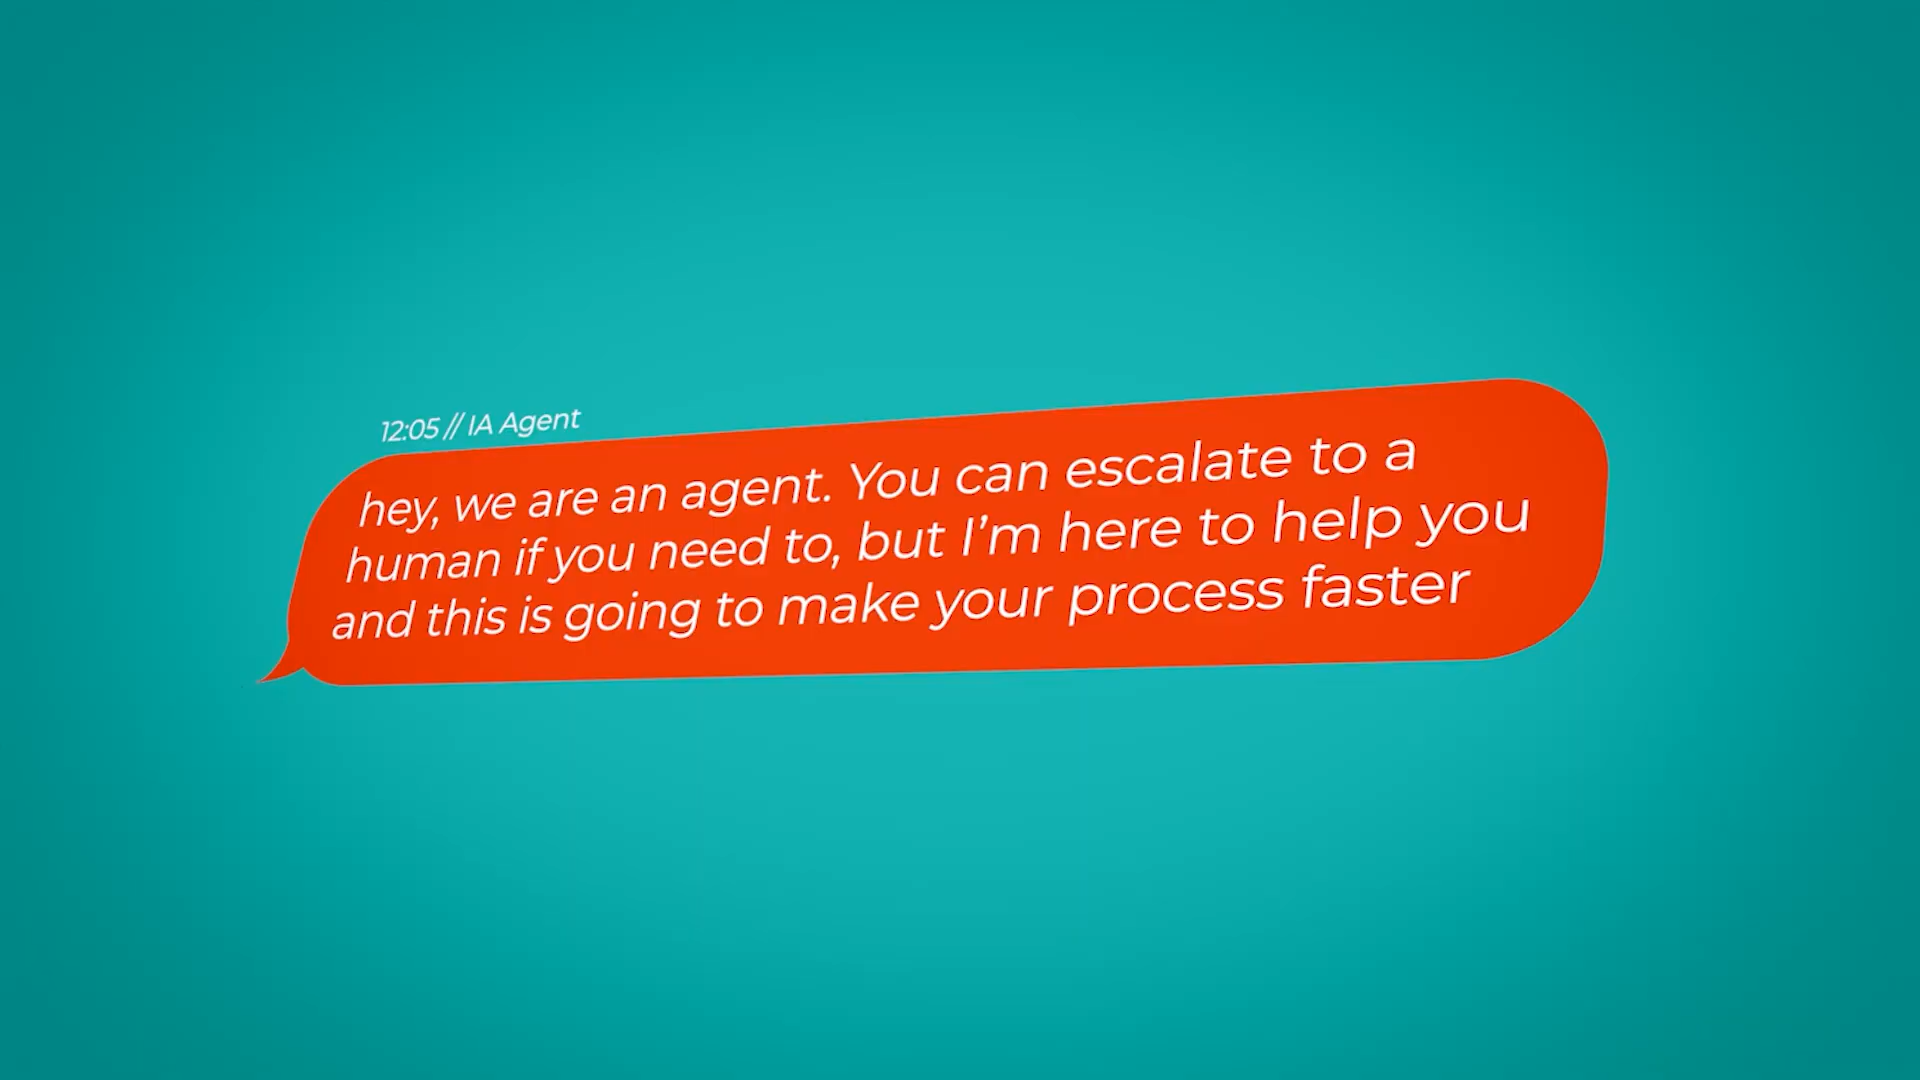 12:05 // IA Agent
hey, we are an agent. You can escalate to a
human if you need to, but I’m here to help you
and this is going to make your process faster